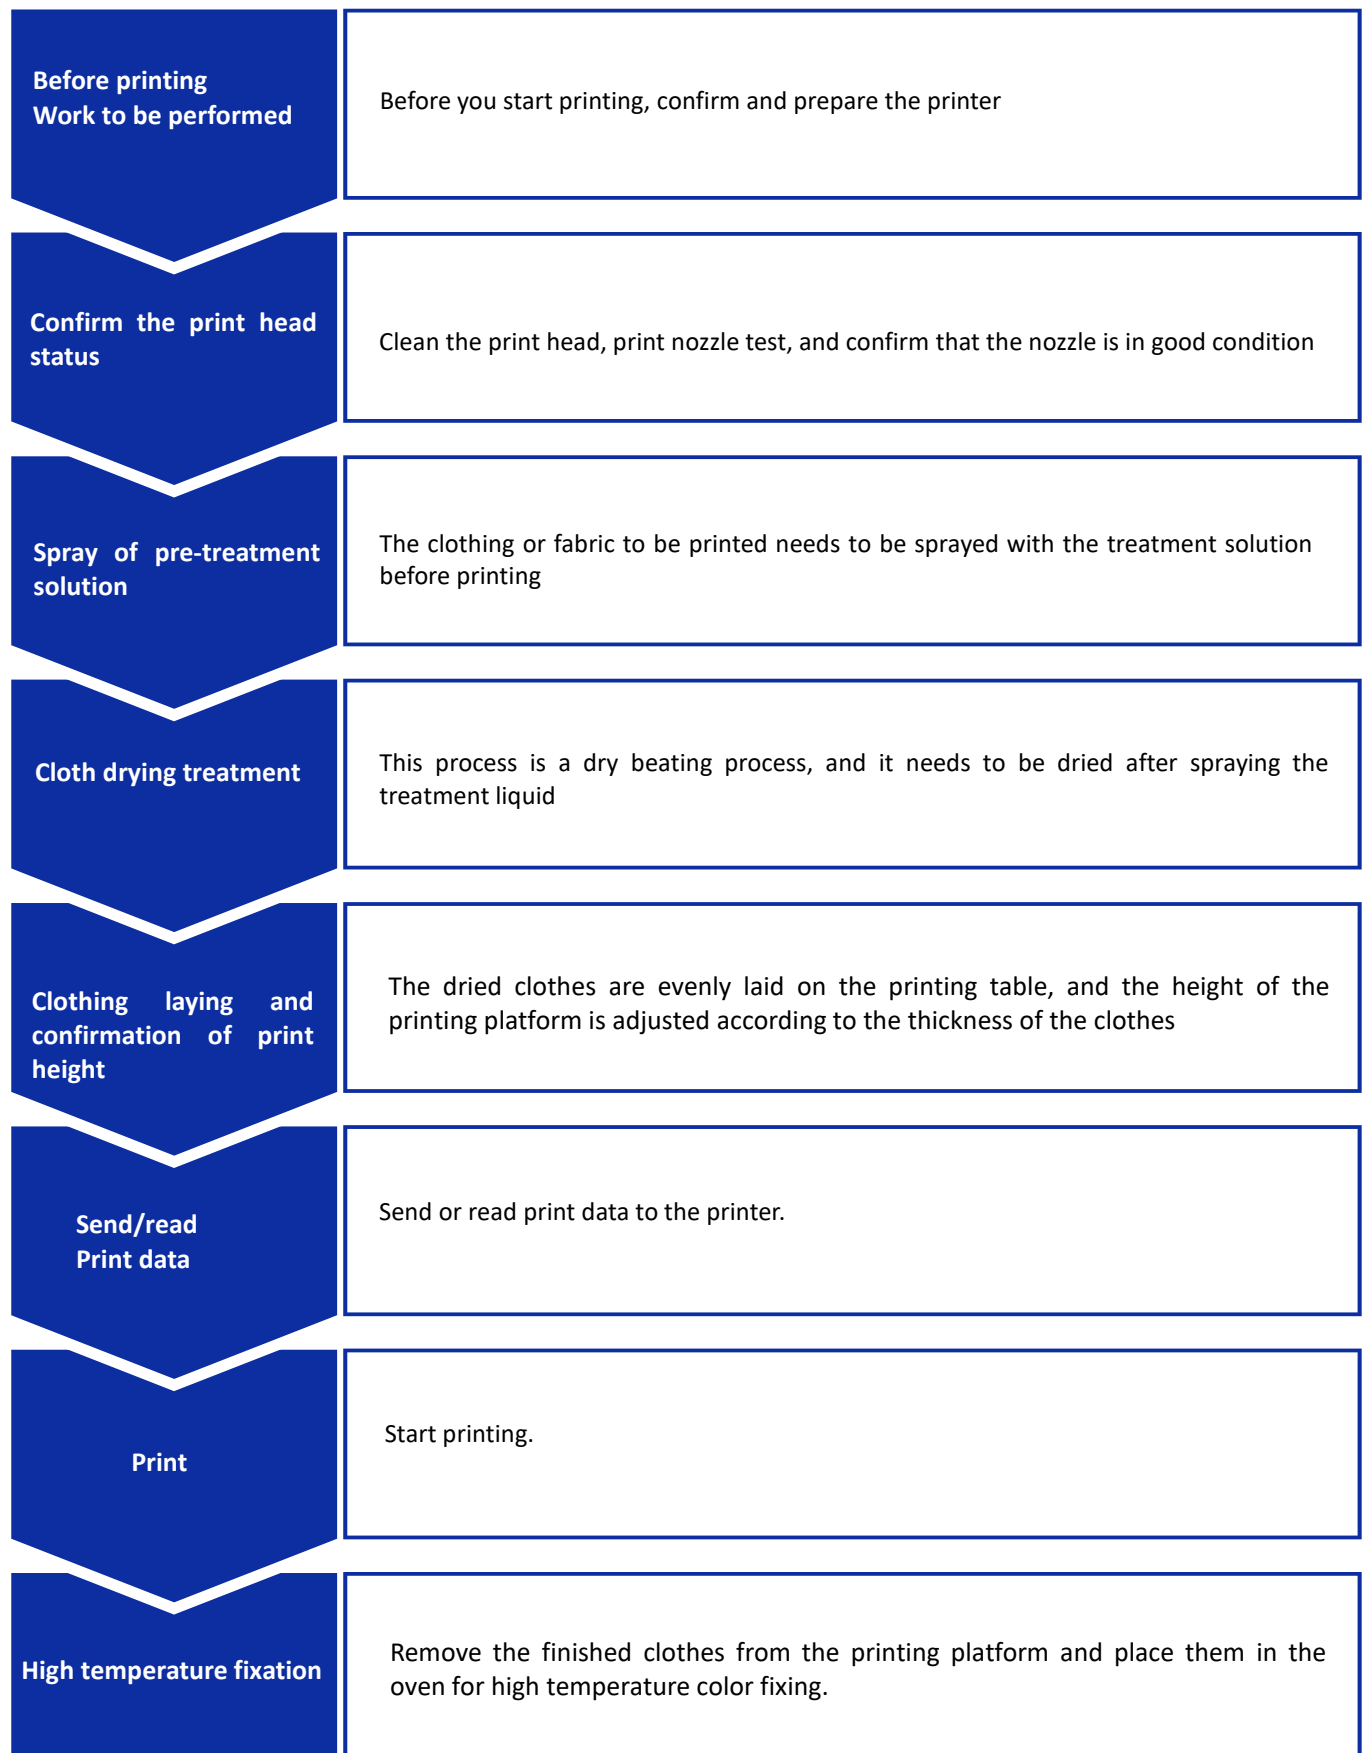 Before printing
Work to be performed
Before you start printing, confirm and prepare the printer
Confirm the print head
status
Clean the print head, print nozzle test, and confirm that the nozzle is in good condition
Spray of pre-treatment
solution
The clothing or fabric to be printed needs to be sprayed with the treatment solution
before printing
Cloth drying treatment
This process is a dry beating process, and it needs to be dried after spraying the
treatment liquid
Clothing laying and
confirmation of print
height
The dried clothes are evenly laid on the printing table, and the height of the
printing platform is adjusted according to the thickness of the clothes
Send/read
Print data
Send or read print data to the printer.
Print
Start printing.
High temperature fixation
Remove the finished clothes from the printing platform and place them in the
oven for high temperature color fixing.